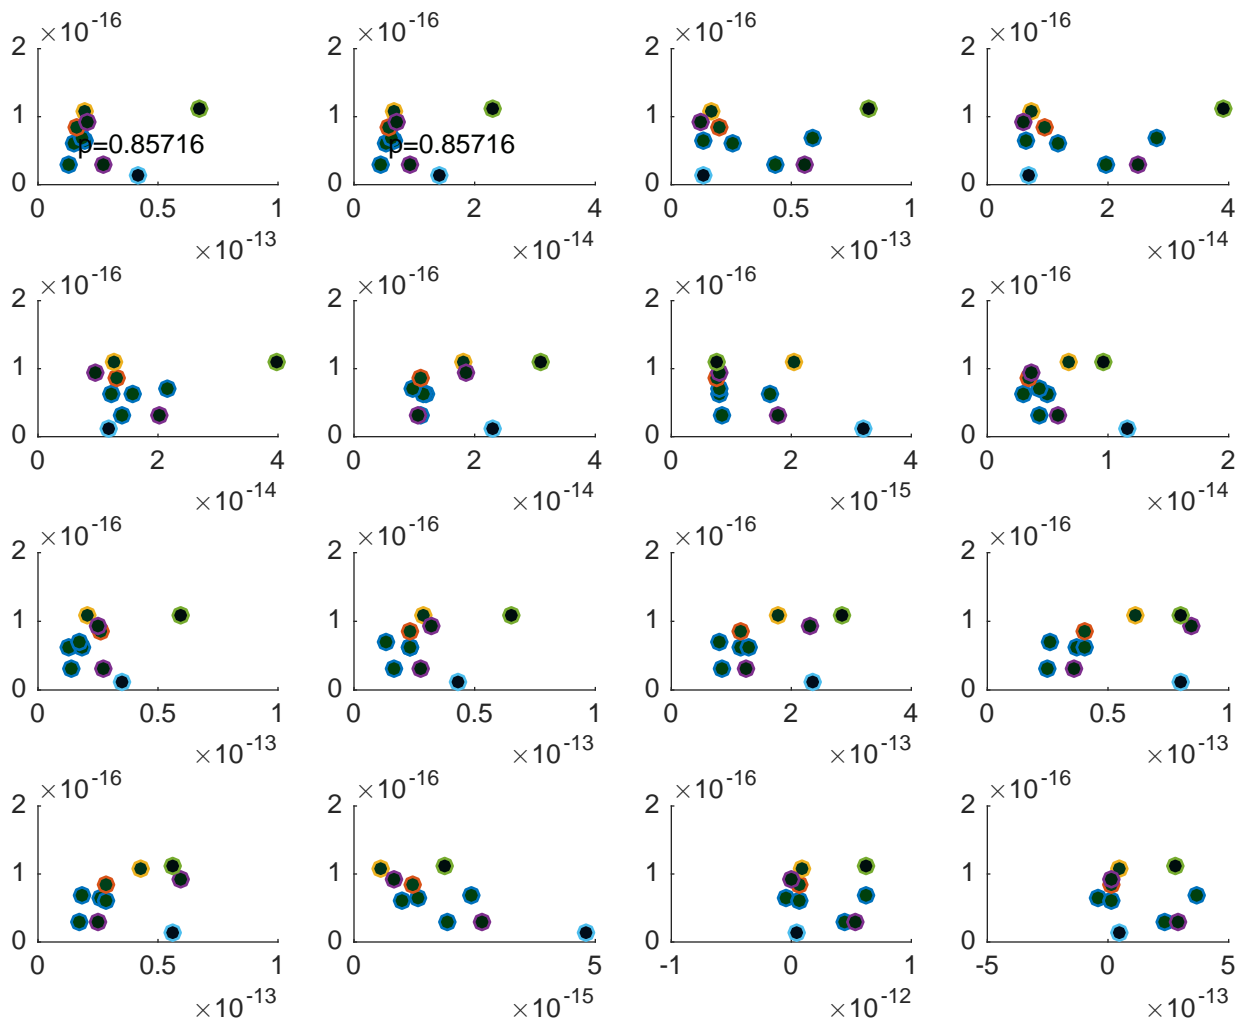 ×10-16 ×10-16 ×10-16 ×10-16
2 2 2 2
1 1 1 1
p=0.85716 p=0.85716
0 0 0 0
0 0.5 1 0 2 4 0 0.5 1 0 2 4
×10-13 ×10-14 ×10-13 ×10-14
×10-16 ×10-16 ×10-16 ×10-16
2 2 2 2
1 1 1 1
0 0 0 0
0 2 4 0 2 4 0 2 4 0 1 2
×10-14 ×10-14 ×10-15 ×10-14
×10-16 ×10-16 ×10-16 ×10-16
2 2 2 2
1 1 1 1
0 0 0 0
0 0.5 1 0 0.5 1 0 2 4 0 0.5 1
×10-13 ×10-13 ×10-13 ×10-13
×10-16 ×10-16 ×10-16 ×10-16
2 2 2 2
1 1 1 1
0 0 0 0
0 0.5 1 0 5 -1 0 1 -5 0 5
×10-13 ×10-15 ×10-12 ×10-13